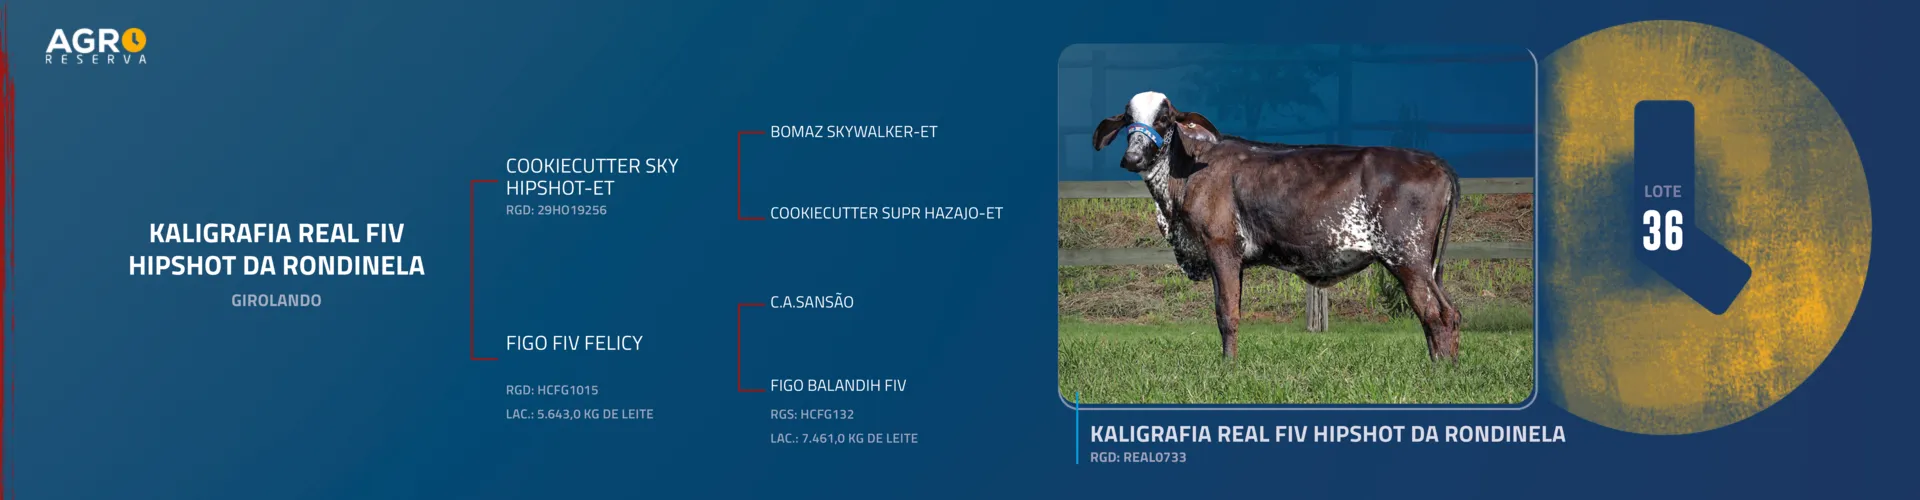 AGRO
RESERVA
KALIGRAFIA REAL FIV
HIPSHOT DA RONDINELA
GIROLANDO
COOKIECUTTER SKY
HIPSHOT-ET
RGD: 29HO19256
FIGO FIV FELICY
RGD: HCFG1015
LAC.: 5.643,0 KG DE LEITE
BOMAZ SKYWALKER-ET
COOKIECUTTER SUPR HAZAJO-ET
C.A.SANSÃO
FIGO BALANDIH FIV
RGS: HCFG132
LAC.: 7.461,0 KG DE LEITE
REAL
KALIGRAFIA REAL FIV HIPSHOT DA RONDINELA
RGD: REAL0733
LOTE
36